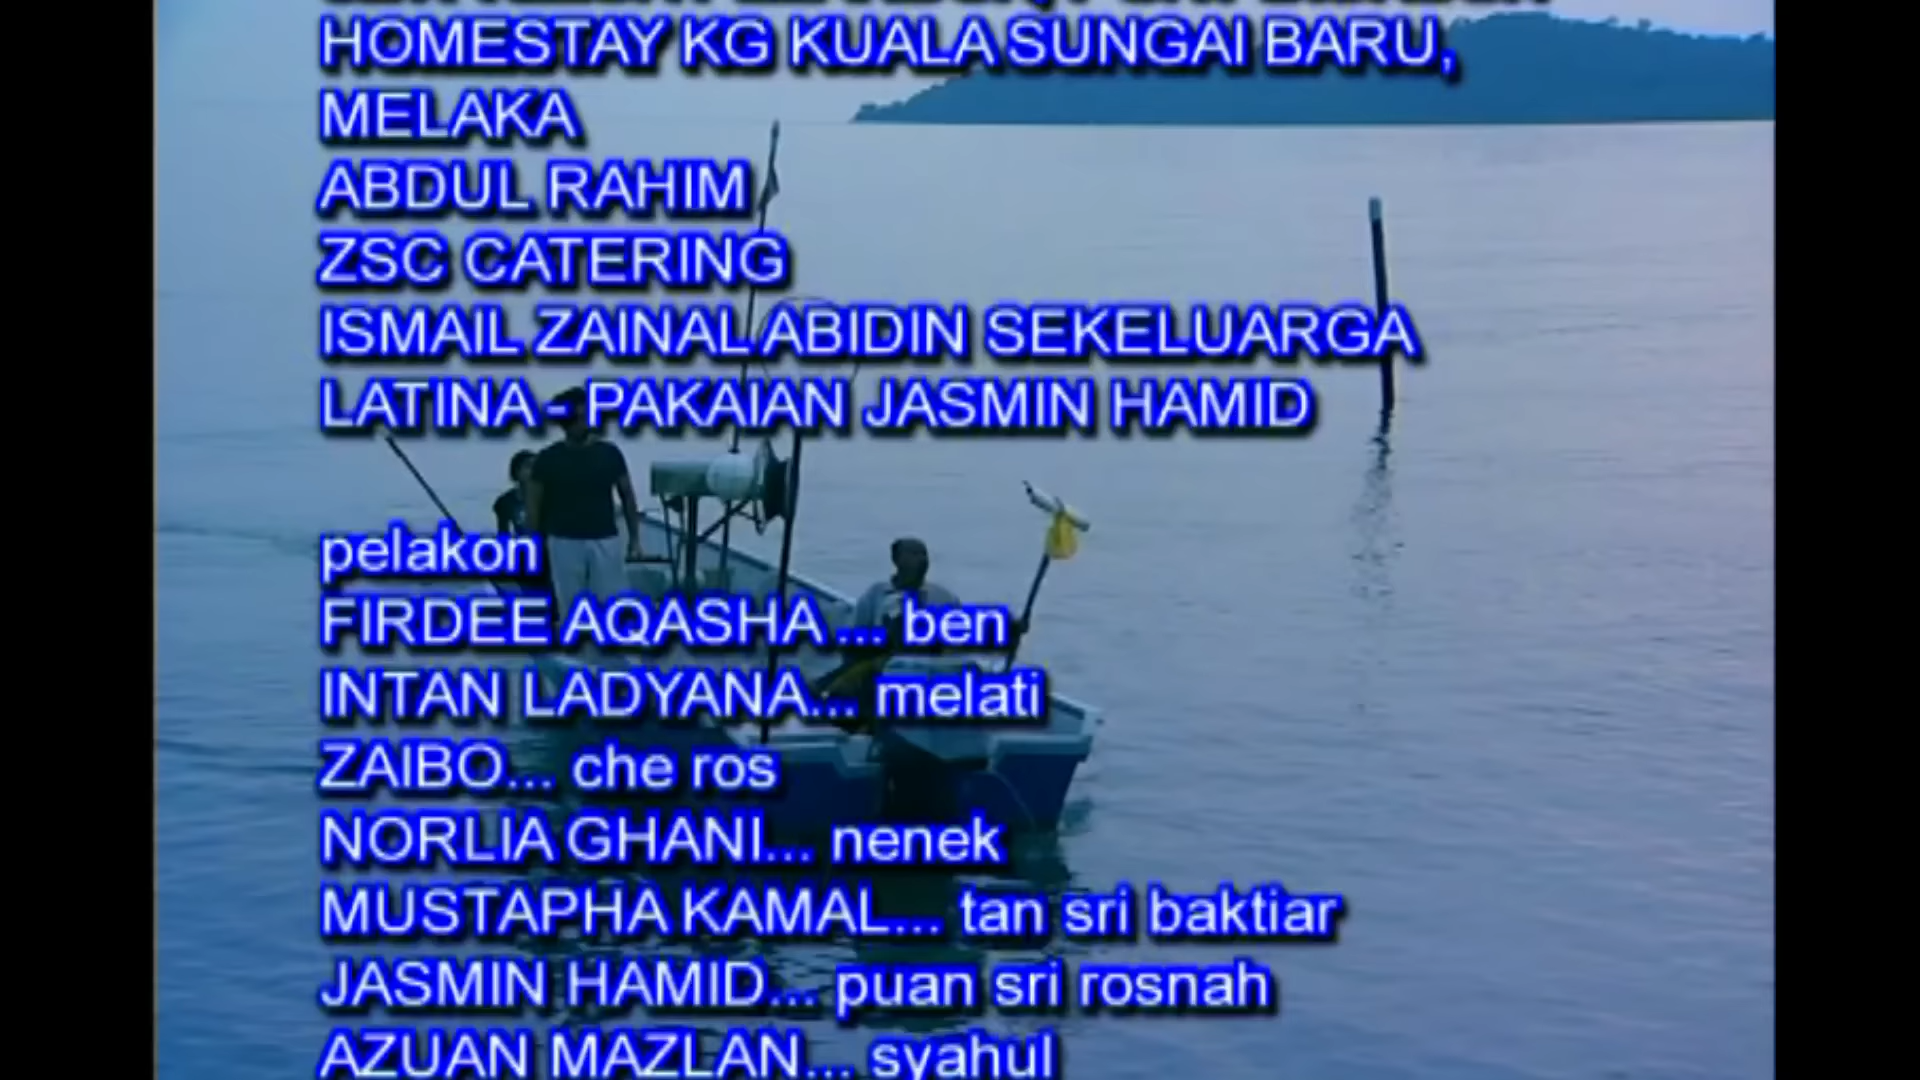 HOMESTAY KG KUALA SUNGAI BARU,
MELAKA
ABDUL RAHIM
ZSC CATERING
ISMAIL ZAINAL ABIDIN SEKELUARGA
LATINA - PAKAIAN JASMIN HAMID
pelakon
FIRDEE AQASHA ... ben
INTAN LADYANA... melati
ZAIBO... che ros
NORLIA GHANI... nenek
MUSTAPHA KAMAL... tan sri baktiar
JASMIN HAMID... puan sri rosnah
AZUAN MAZLAN... syahul